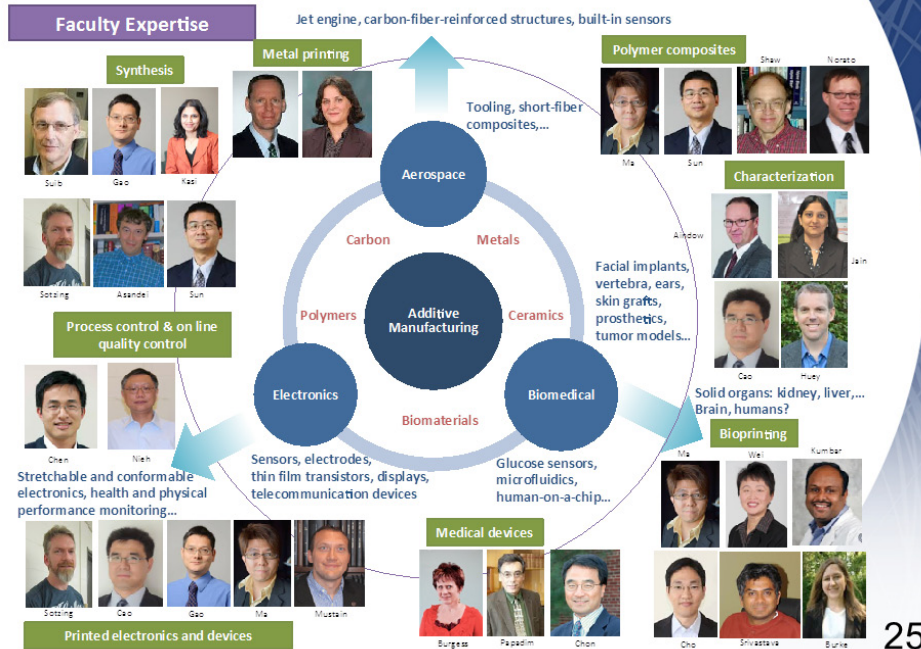 Faculty Expertise
Jet engine, carbon-fiber-reinforced structures, built-in sensors
Synthesis
Suib
Gao
Kasi
Sotzing
Asandei
Sun
Metal printing
Polymer composites
Shaw
Norato
Ma
Sun
Tooling, short-fiber
composites,...
Aerospace
Carbon
Metals
Polymers
Additive
Manufacturing
Ceramics
Biomaterials
Electronics
Biomedical
Characterization
Aindow
Jain
Cao
Huey
Facial implants,
vertebra, ears,
skin grafts,
prosthetics,
tumor models...
Process control & on line
quality control
Chen
Nieh
Solid organs: kidney, liver,...
Brain, humans?
Stretchable and conformable
electronics, health and physical
performance monitoring...
Sensors, electrodes,
thin film transistors, displays,
telecommunication devices
Glucose sensors,
microfluidics,
human-on-a-chip...
Bioprinting
Ma
Wei
Kumbar
Cho
Srivastava
Burke
Medical devices
Burgess
Papadim
Chon
Sotzing
Cao
Gao
Ma
Mustain
Printed electronics and devices
25